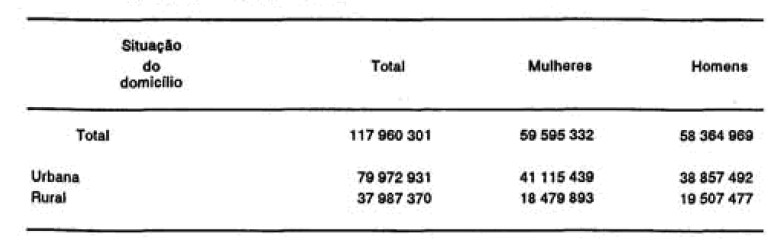 Situação
do
domicílio
Total Mulheres Homens
Total 117 960 301 59 595 332 58 364 969
Urbana 79 972 931 41 115 439 38 857 492
Rural 37 987 370 18 479 893 19 507 477